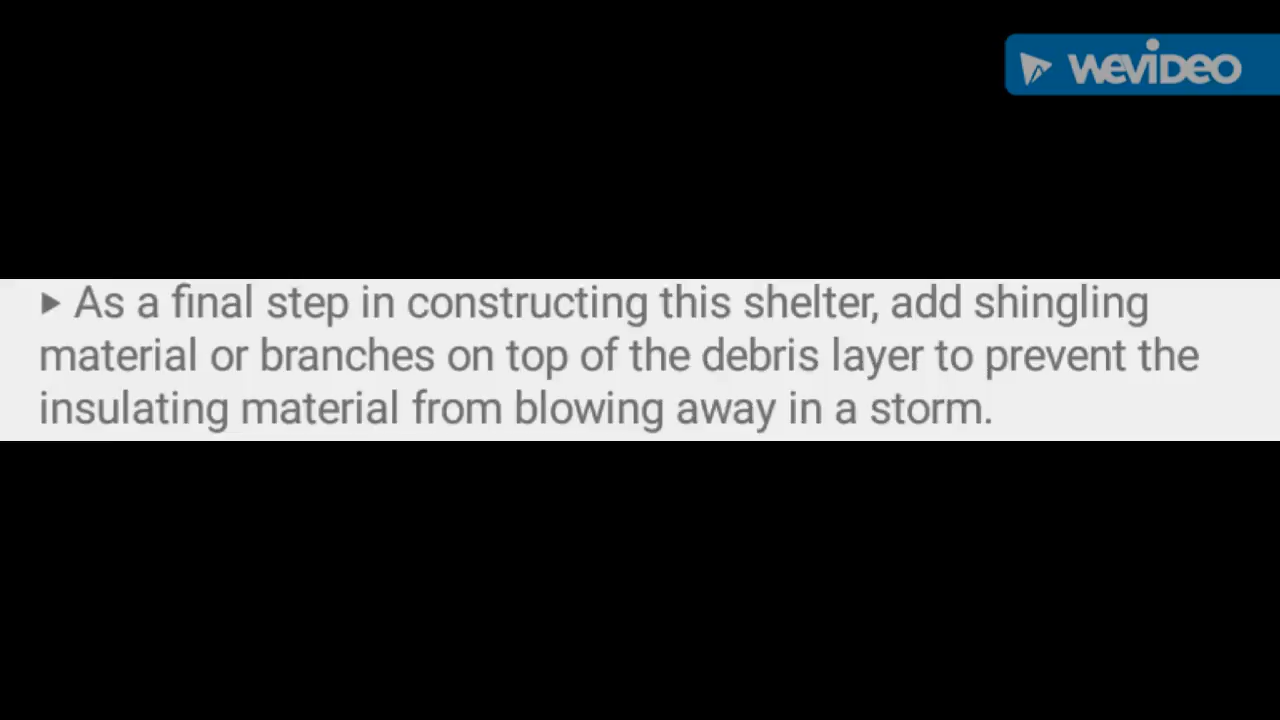 WEVIDEO
▶ As a final step in constructing this shelter, add shingling
material or branches on top of the debris layer to prevent the
insulating material from blowing away in a storm.